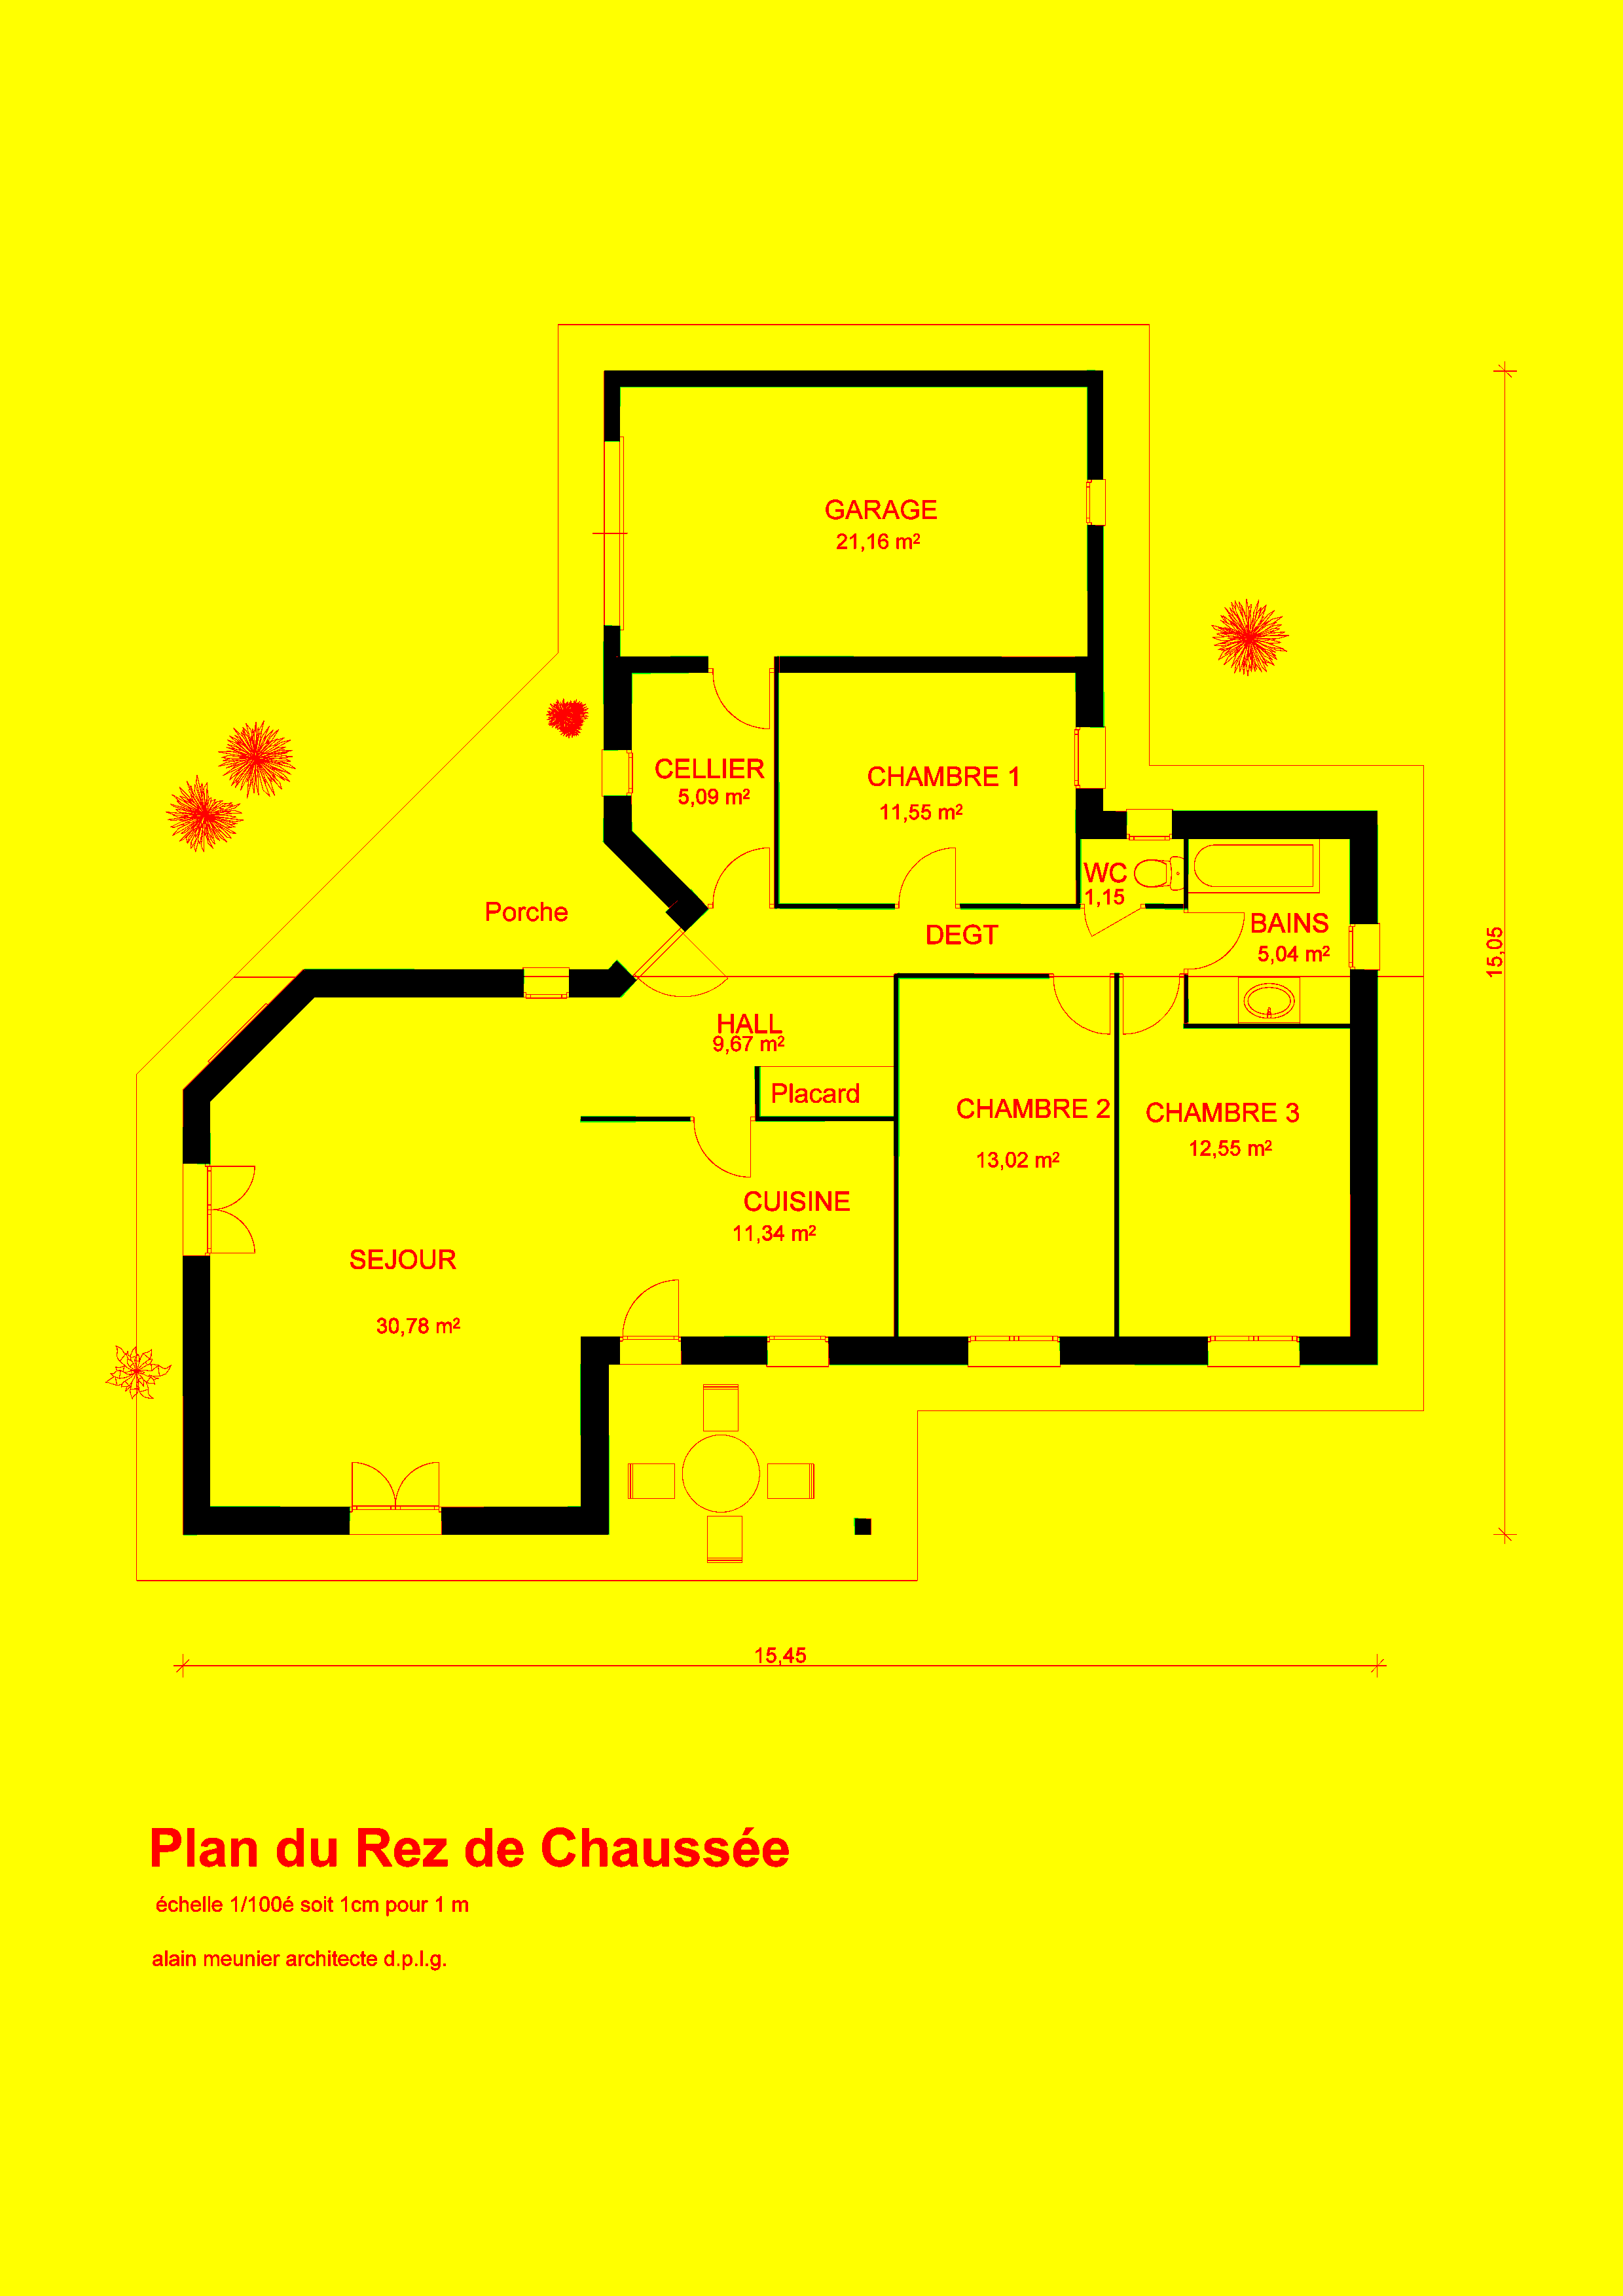 GARAGE
21,16 m²
CELLIER
5,09 m²
CHAMBRE 1
11,55 m²
WC
1,15
Porche
DEGT
BAINS
5,04 m²
15,05
HALL
9,67 m²
Placard
CHAMBRE 2
13,02 m²
CHAMBRE 3
12,55 m²
CUISINE
11,34 m²
SEJOUR
30,78 m²
15,45
Plan du Rez de Chaussée
échelle 1/100é soit 1cm pour 1 m
alain meunier architecte d.p.l.g.